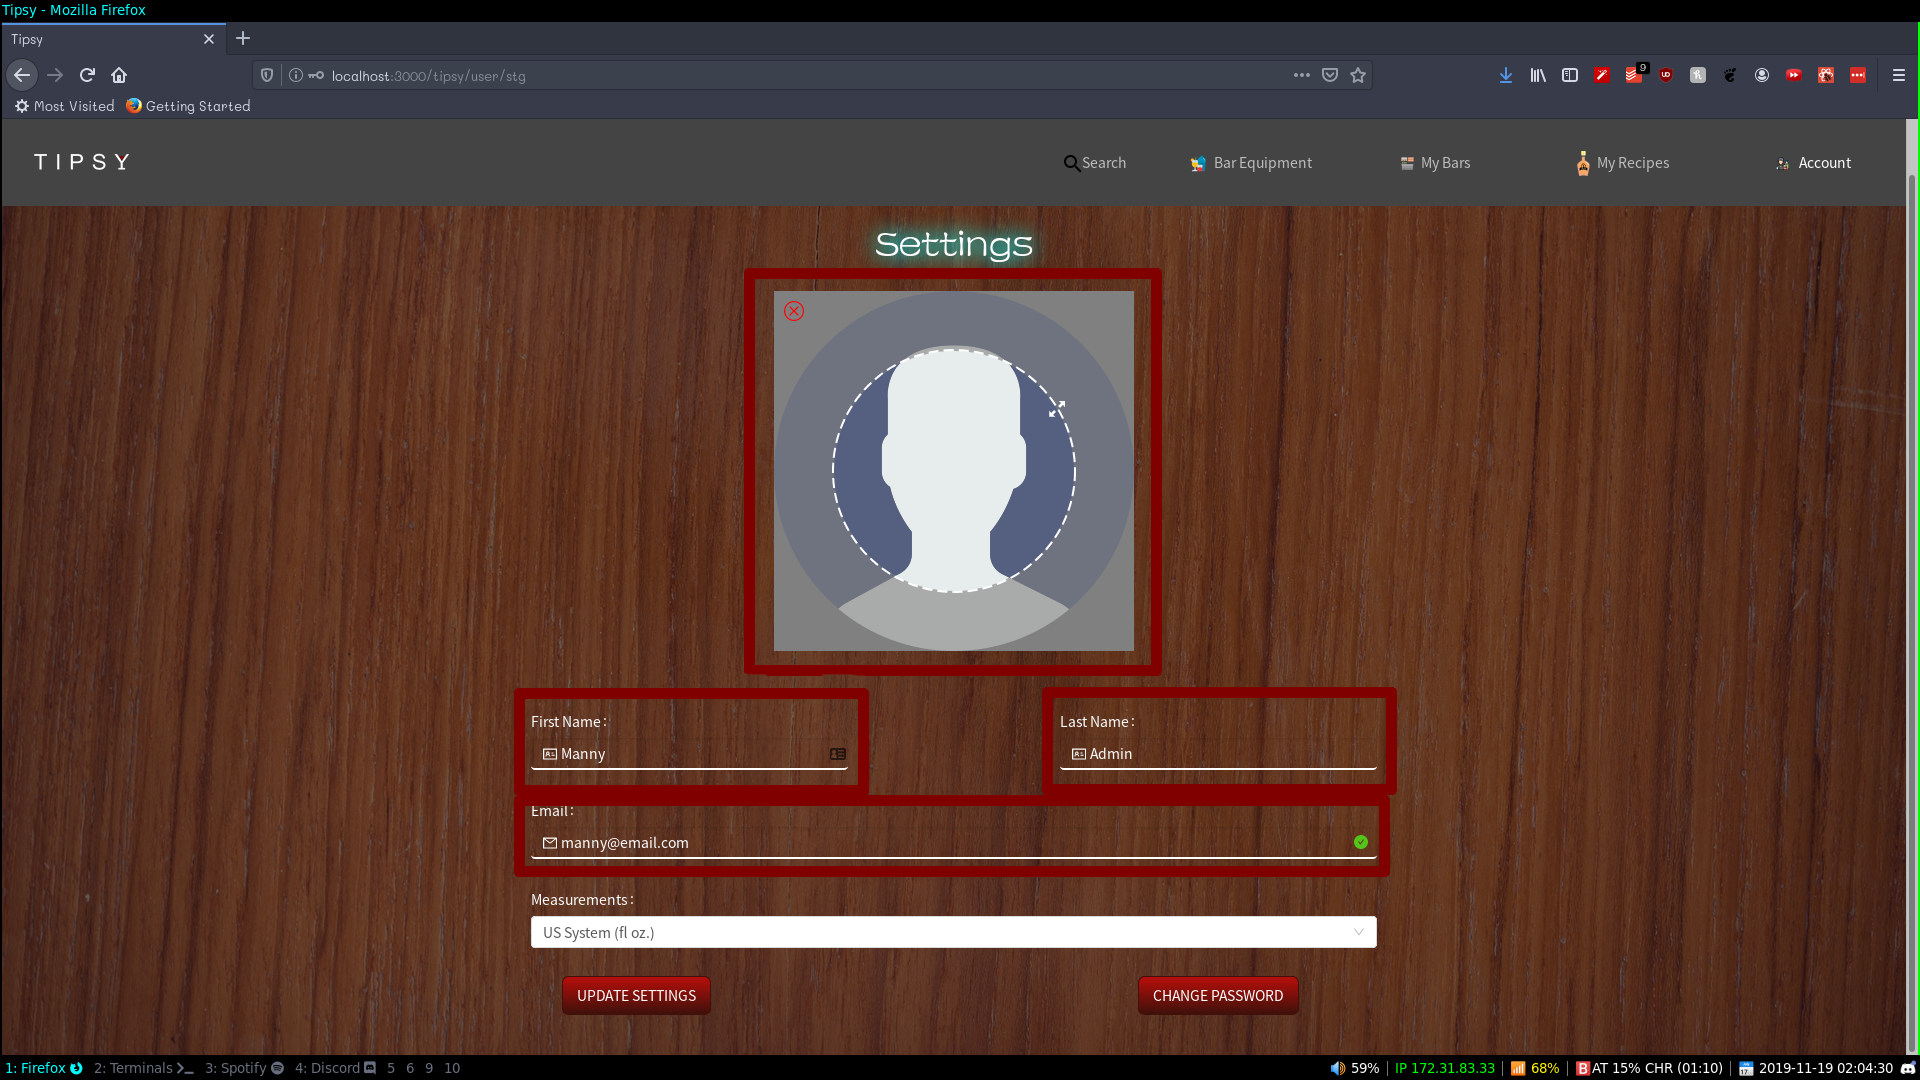 Tipsy - Mozilla Firefox
Tipsy
localhost:3000/tipsy/user/stg
9
Most Visited Getting Started
TIPSY
Search Bar Equipment My Bars My Recipes Account
Settings
First Name: Last Name:
Manny Admin
Email:
manny@email.com
Measurements:
US System (fl oz.)
UPDATE SETTINGS CHANGE PASSWORD
1: Firefox 2: Terminals 3: Spotify 4: Discord 5 6 9 10 59% IP 172.31.83.33 68% BAT 15% CHR (01:10) 2019-11-19 02:04:30